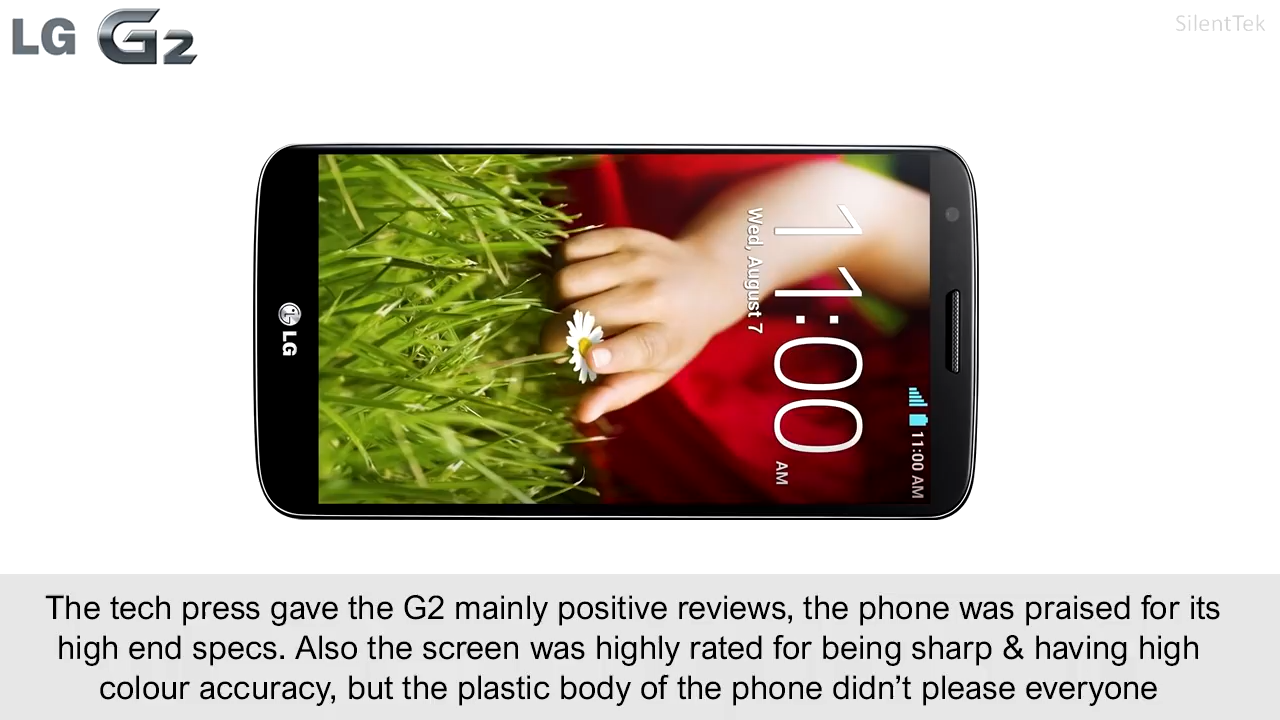 LG G2
SilentTek
11:00 AM
11:00
AM
Wed, August 7
LG
The tech press gave the G2 mainly positive reviews, the phone was praised for its
high end specs. Also the screen was highly rated for being sharp & having high
colour accuracy, but the plastic body of the phone didn’t please everyone